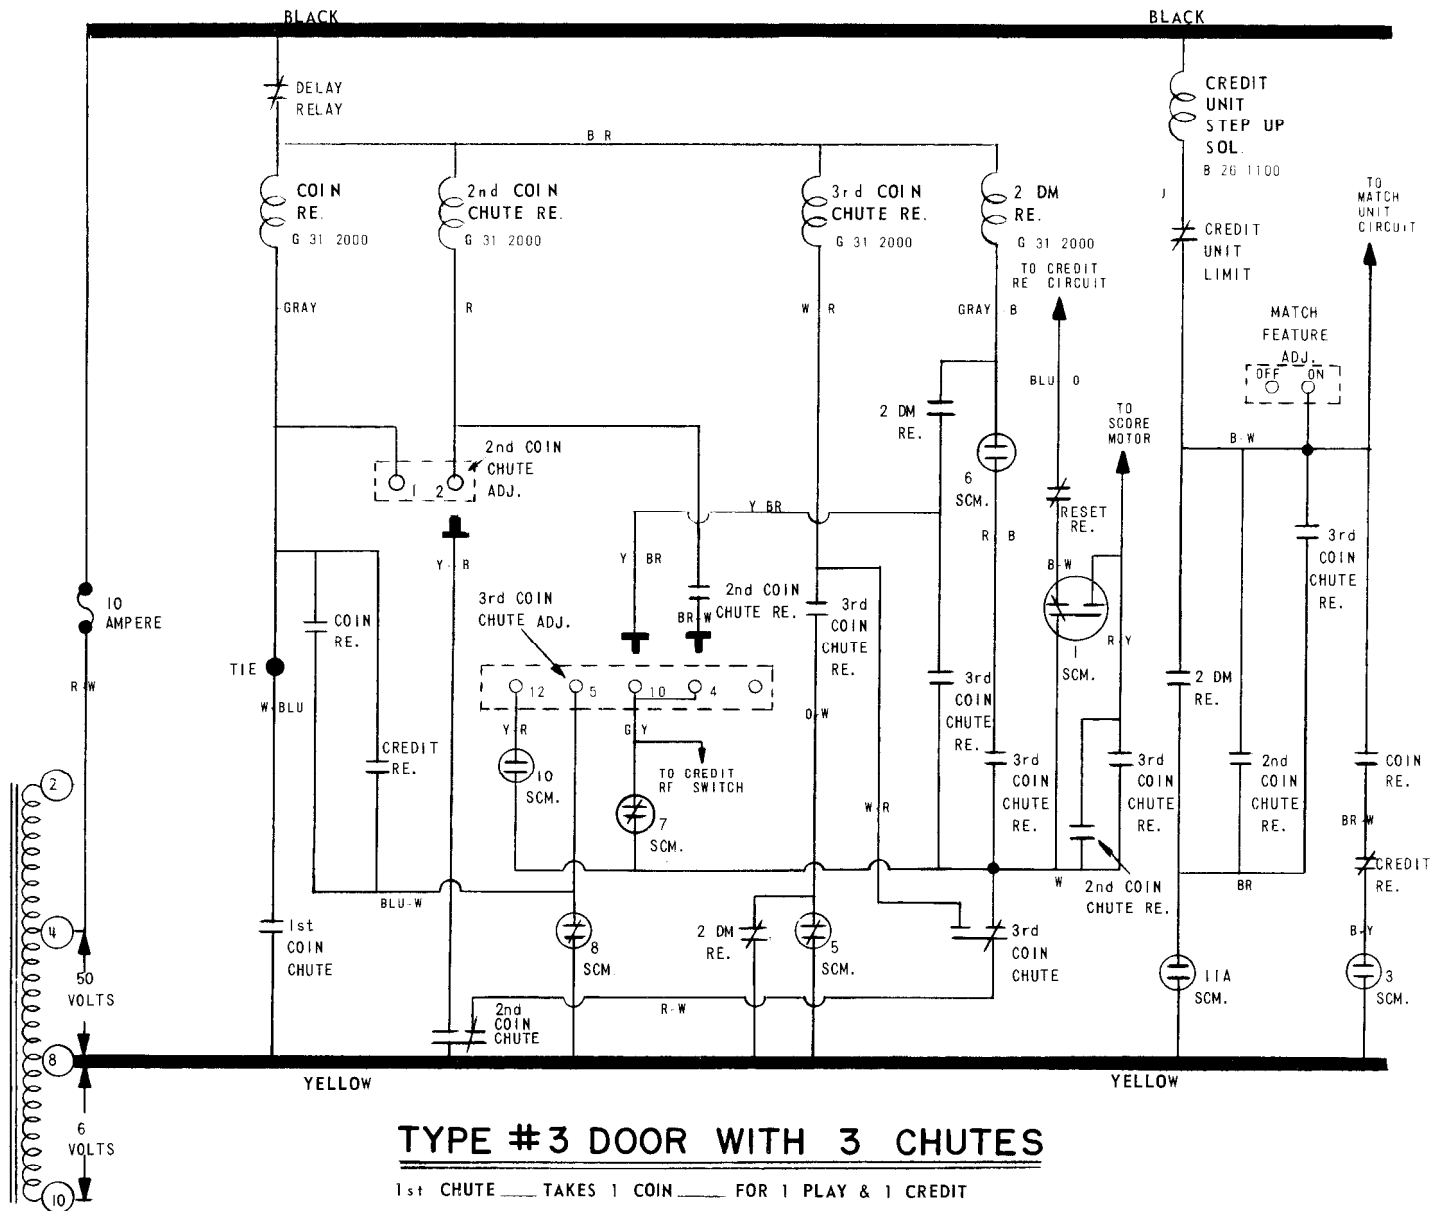 BLACK
BLACK
DELAY
RELAY
B R
CREDIT
UNIT
STEP UP
SOL.
B 26 1100
COIN
RE.
G 31 2000
2nd COIN
CHUTE RE.
G 31 2000
3rd COIN
CHUTE RE.
G 31 2000
2 DM
RE.
G 31 2000
J
TO
MATCH
UNIT
CIRCUIT
CREDIT
UNIT
LIMIT
TO CREDIT
RE CIRCUIT
GRAY
R
W R
GRAY B
MATCH
FEATURE
ADJ.
OFF ON
BLU O
2 DM
RE.
TO
SCORE
MOTOR
B-W
2nd COIN
CHUTE
ADJ.
1 2
6
SCM.
Y BR
RESET
RE.
R B
3rd
COIN
CHUTE
RE.
Y-R
Y BR
B-W
10
AMPERE
COIN
RE.
3rd COIN
CHUTE ADJ.
2nd COIN
CHUTE RE.
BR-W
3rd
COIN
CHUTE
RE.
R-Y
1
SCM.
TIE
R-W
W-BLU
12 5 10 4
3rd
COIN
CHUTE
RE.
2 DM
RE.
O-W
Y-R
G Y
CREDIT
RE.
10
SCM.
TO CREDIT
RF SWITCH
7
SCM.
W-R
3rd
COIN
CHUTE
RE.
3rd
COIN
CHUTE
RE.
2nd
COIN
CHUTE RE.
COIN
RE.
BR-W
CREDIT
RE.
2
BLU-W
W
2nd COIN
CHUTE RE.
BR
1st
COIN
CHUTE
8
SCM.
2 DM
RE.
5
SCM.
3rd
COIN
CHUTE
B-Y
4
50
VOLTS
11A
SCM.
3
SCM.
R-W
2nd
COIN
CHUTE
8
YELLOW
YELLOW
6
VOLTS
10
TYPE #3 DOOR WITH 3 CHUTES
1st CHUTE ___ TAKES 1 COIN ___ FOR 1 PLAY & 1 CREDIT